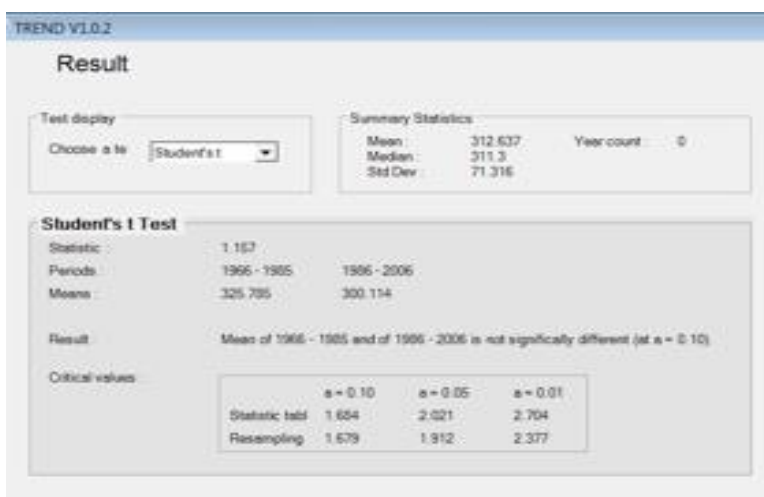 TREND V1.0.2
Result
Test display
Choose a te Student's t
Summary Statistics
Mean : 312.637 Year count : 0
Median : 311.3
Std Dev : 71.316
Student's t Test
Statistic : 1.157
Periods : 1966 - 1985 1986 - 2006
Means : 325.785 300.114
Result : Mean of 1966 - 1985 and of 1986 - 2006 is not significally different (at a = 0.10)
Critical values :
a = 0.10 a = 0.05 a = 0.01
Statistic tabl 1.684 2.021 2.704
Resampling 1.679 1.912 2.377